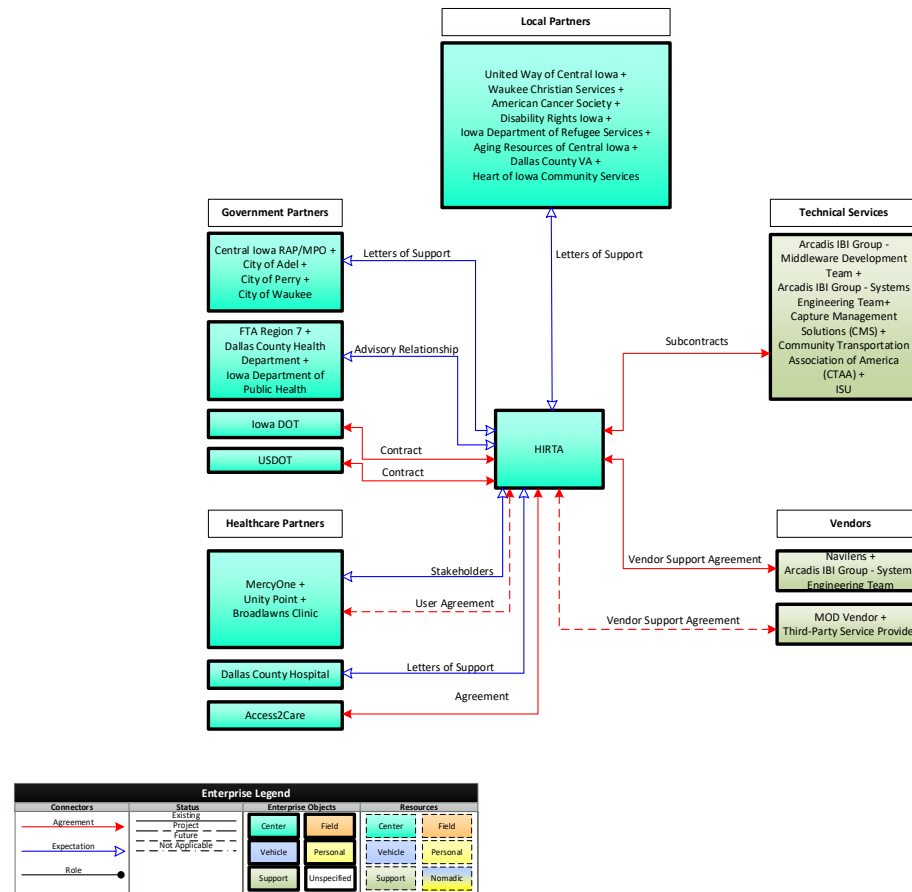 Local Partners
United Way of Central Iowa +
Waukee Christian Services +
American Cancer Society +
Disability Rights Iowa +
Iowa Department of Refugee Services +
Aging Resources of Central Iowa +
Dallas County VA +
Heart of Iowa Community Services
Government Partners
Central Iowa RAP/MPO +
City of Adel +
City of Perry +
City of Waukee
FTA Region 7 +
Dallas County Health
Department +
Iowa Department of
Public Health
Iowa DOT
USDOT
Letters of Support
Advisory Relationship
Contract
Contract
Letters of Support
Technical Services
Arcadis IBI Group -
Middleware Development
Team +
Arcadis IBI Group - Systems
Engineering Team+
Capture Management
Solutions (CMS) +
Community Transportation
Association of America
(CTAA) +
ISU
Subcontracts
HIRTA
Healthcare Partners
MercyOne +
Unity Point +
Broadlawns Clinic
Dallas County Hospital
Access2Care
Stakeholders
User Agreement
Letters of Support
Agreement
Vendors
Navilens +
Arcadis IBI Group - System
Engineering Team
MOD Vendor +
Third-Party Service Provide
Vendor Support Agreement
Vendor Support Agreement
Enterprise Legend
Connectors
Agreement
Expectation
Role
Status
Existing
Project
Future
Not Applicable
Enterprise Objects
Center
Field
Vehicle
Personal
Support
Unspecified
Resources
Center
Field
Vehicle
Personal
Support
Nomadic